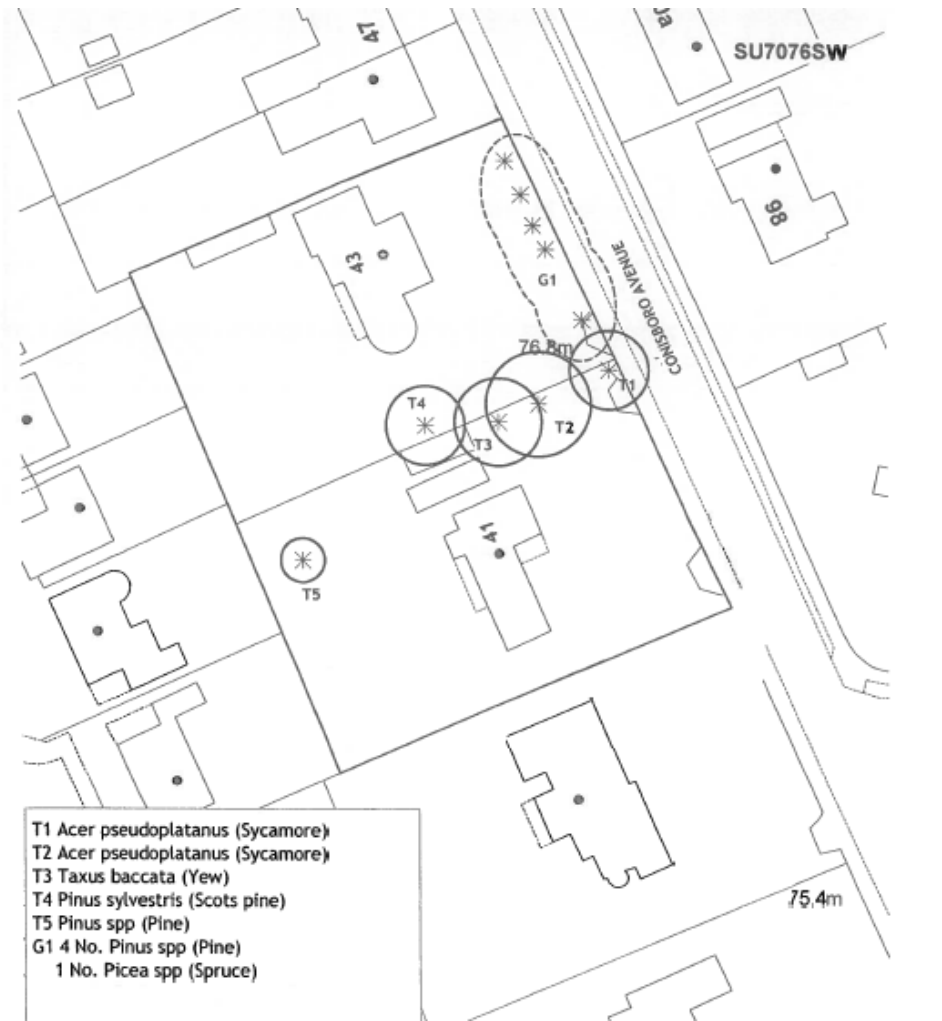 47
SU7076SW
98
43
G1
CONISBORO AVENUE
76.8m
T1
T4
T2
T3
41
T5
T1 Acer pseudoplatanus (Sycamore)
T2 Acer pseudoplatanus (Sycamore)
T3 Taxus baccata (Yew)
T4 Pinus sylvestris (Scots pine)
T5 Pinus spp (Pine)
G1 4 No. Pinus spp (Pine)
1 No. Picea spp (Spruce)
75.4m